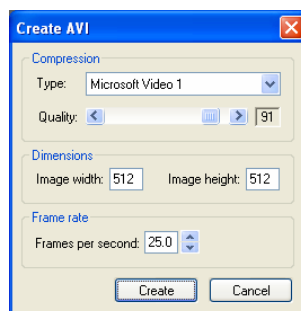 Create AVI
Compression
Type: Microsoft Video 1
Quality: 91
Dimensions
Image width: 512 Image height: 512
Frame rate
Frames per second: 25.0
Create Cancel